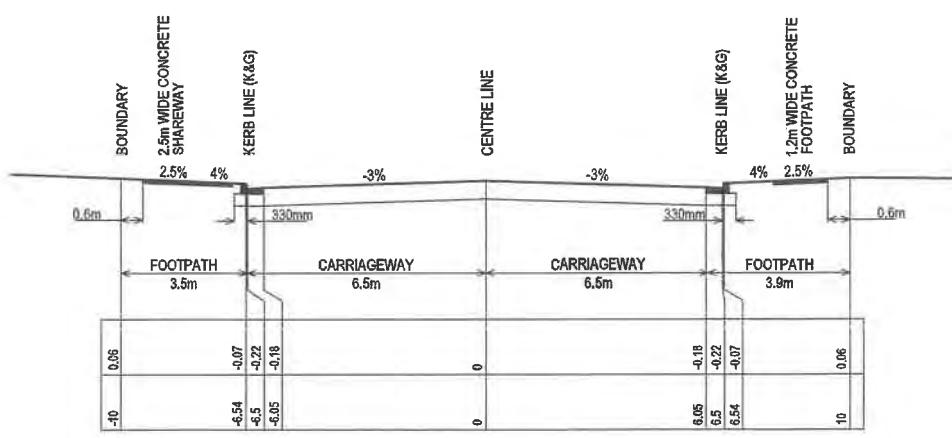 BOUNDARY
2.5m WIDE CONCRETE
SHAREWAY
KERB LINE (K&G)
CENTRE LINE
KERB LINE (K&G)
1.2m WIDE CONCRETE
FOOTPATH
BOUNDARY
2.5% 4% -3% -3% 4% 2.5%
0.6m 330mm 330mm 0.6m
FOOTPATH CARRIAGEWAY CARRIAGEWAY FOOTPATH
3.5m 6.5m 6.5m 3.9m
0.06 -0.07 -0.22 -0.18 0 -0.18 -0.22 -0.07 0.06
-10 -6.54 -6.5 -6.05 0 6.05 6.5 6.54 10